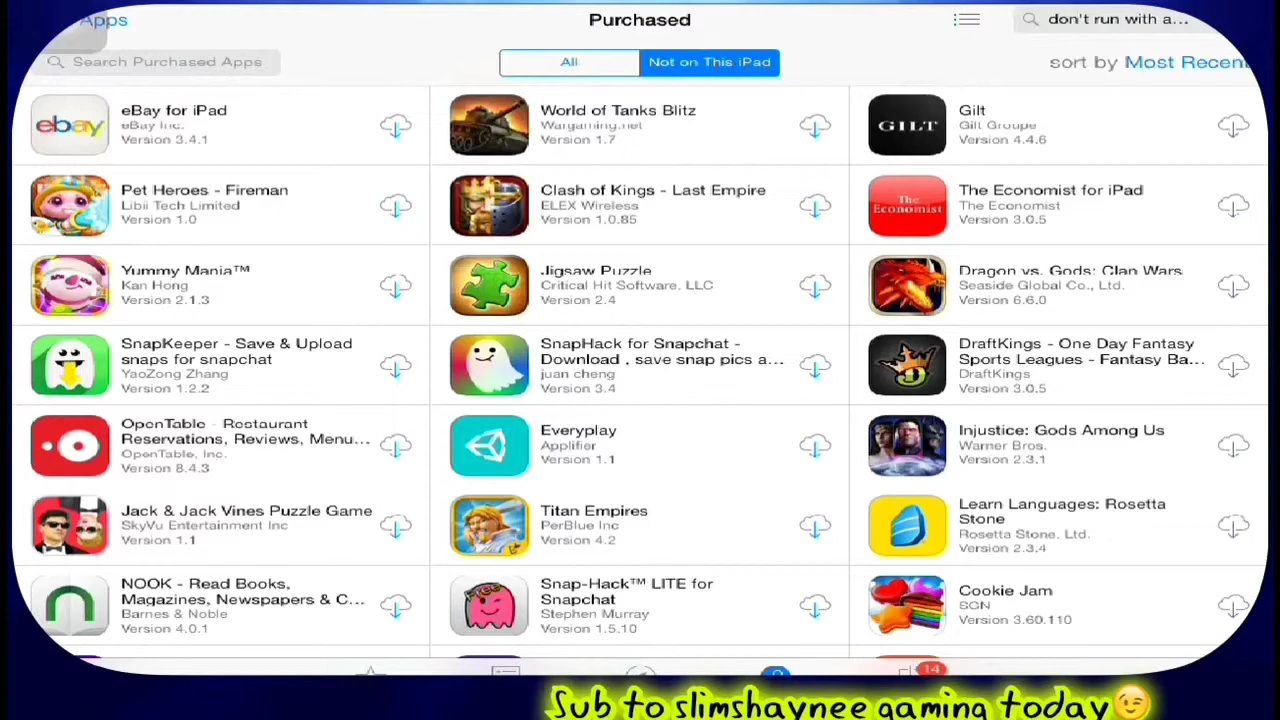 Apps
Purchased
don't run with a...
Search Purchased Apps
All
Not on This iPad
sort by Most Recent
ebay
eBay for iPad
eBay Inc.
Version 3.4.1
World of Tanks Blitz
Wargaming.net
Version 1.7
GILT
Gilt
Gilt Groupe
Version 4.4.6
Pet Heroes - Fireman
Libii Tech Limited
Version 1.0
Clash of Kings - Last Empire
ELEX Wireless
Version 1.0.85
The
Economist
The Economist for iPad
The Economist
Version 3.0.5
Yummy Mania™
Kan Hong
Version 2.1.3
Jigsaw Puzzle
Critical Hit Software, LLC
Version 2.4
Dragon vs. Gods: Clan Wars
Seaside Global Co., Ltd.
Version 6.6.0
SnapKeeper - Save & Upload
snaps for snapchat
YaoZong Zhang
Version 1.2.2
SnapHack for Snapchat -
Download , save snap pics a...
juan cheng
Version 3.4
DraftKings - One Day Fantasy
Sports Leagues - Fantasy Ba...
DraftKings
Version 3.0.5
OpenTable - Restaurant
Reservations, Reviews, Menu...
OpenTable, Inc.
Version 8.4.3
Everyplay
Applifier
Version 1.1
Injustice: Gods Among Us
Warner Bros.
Version 2.3.1
Jack & Jack Vines Puzzle Game
SkyVu Entertainment Inc
Version 1.1
Titan Empires
PerBlue Inc
Version 4.2
Learn Languages: Rosetta
Stone
Rosetta Stone, Ltd.
Version 2.3.4
n
NOOK - Read Books,
Magazines, Newspapers & C...
Barnes & Noble
Version 4.0.1
Free
Snap-Hack™ LITE for
Snapchat
Stephen Murray
Version 1.5.10
Cookie Jam
SGN
Version 3.60.110
14
Sub to slimshaynee gaming today😉